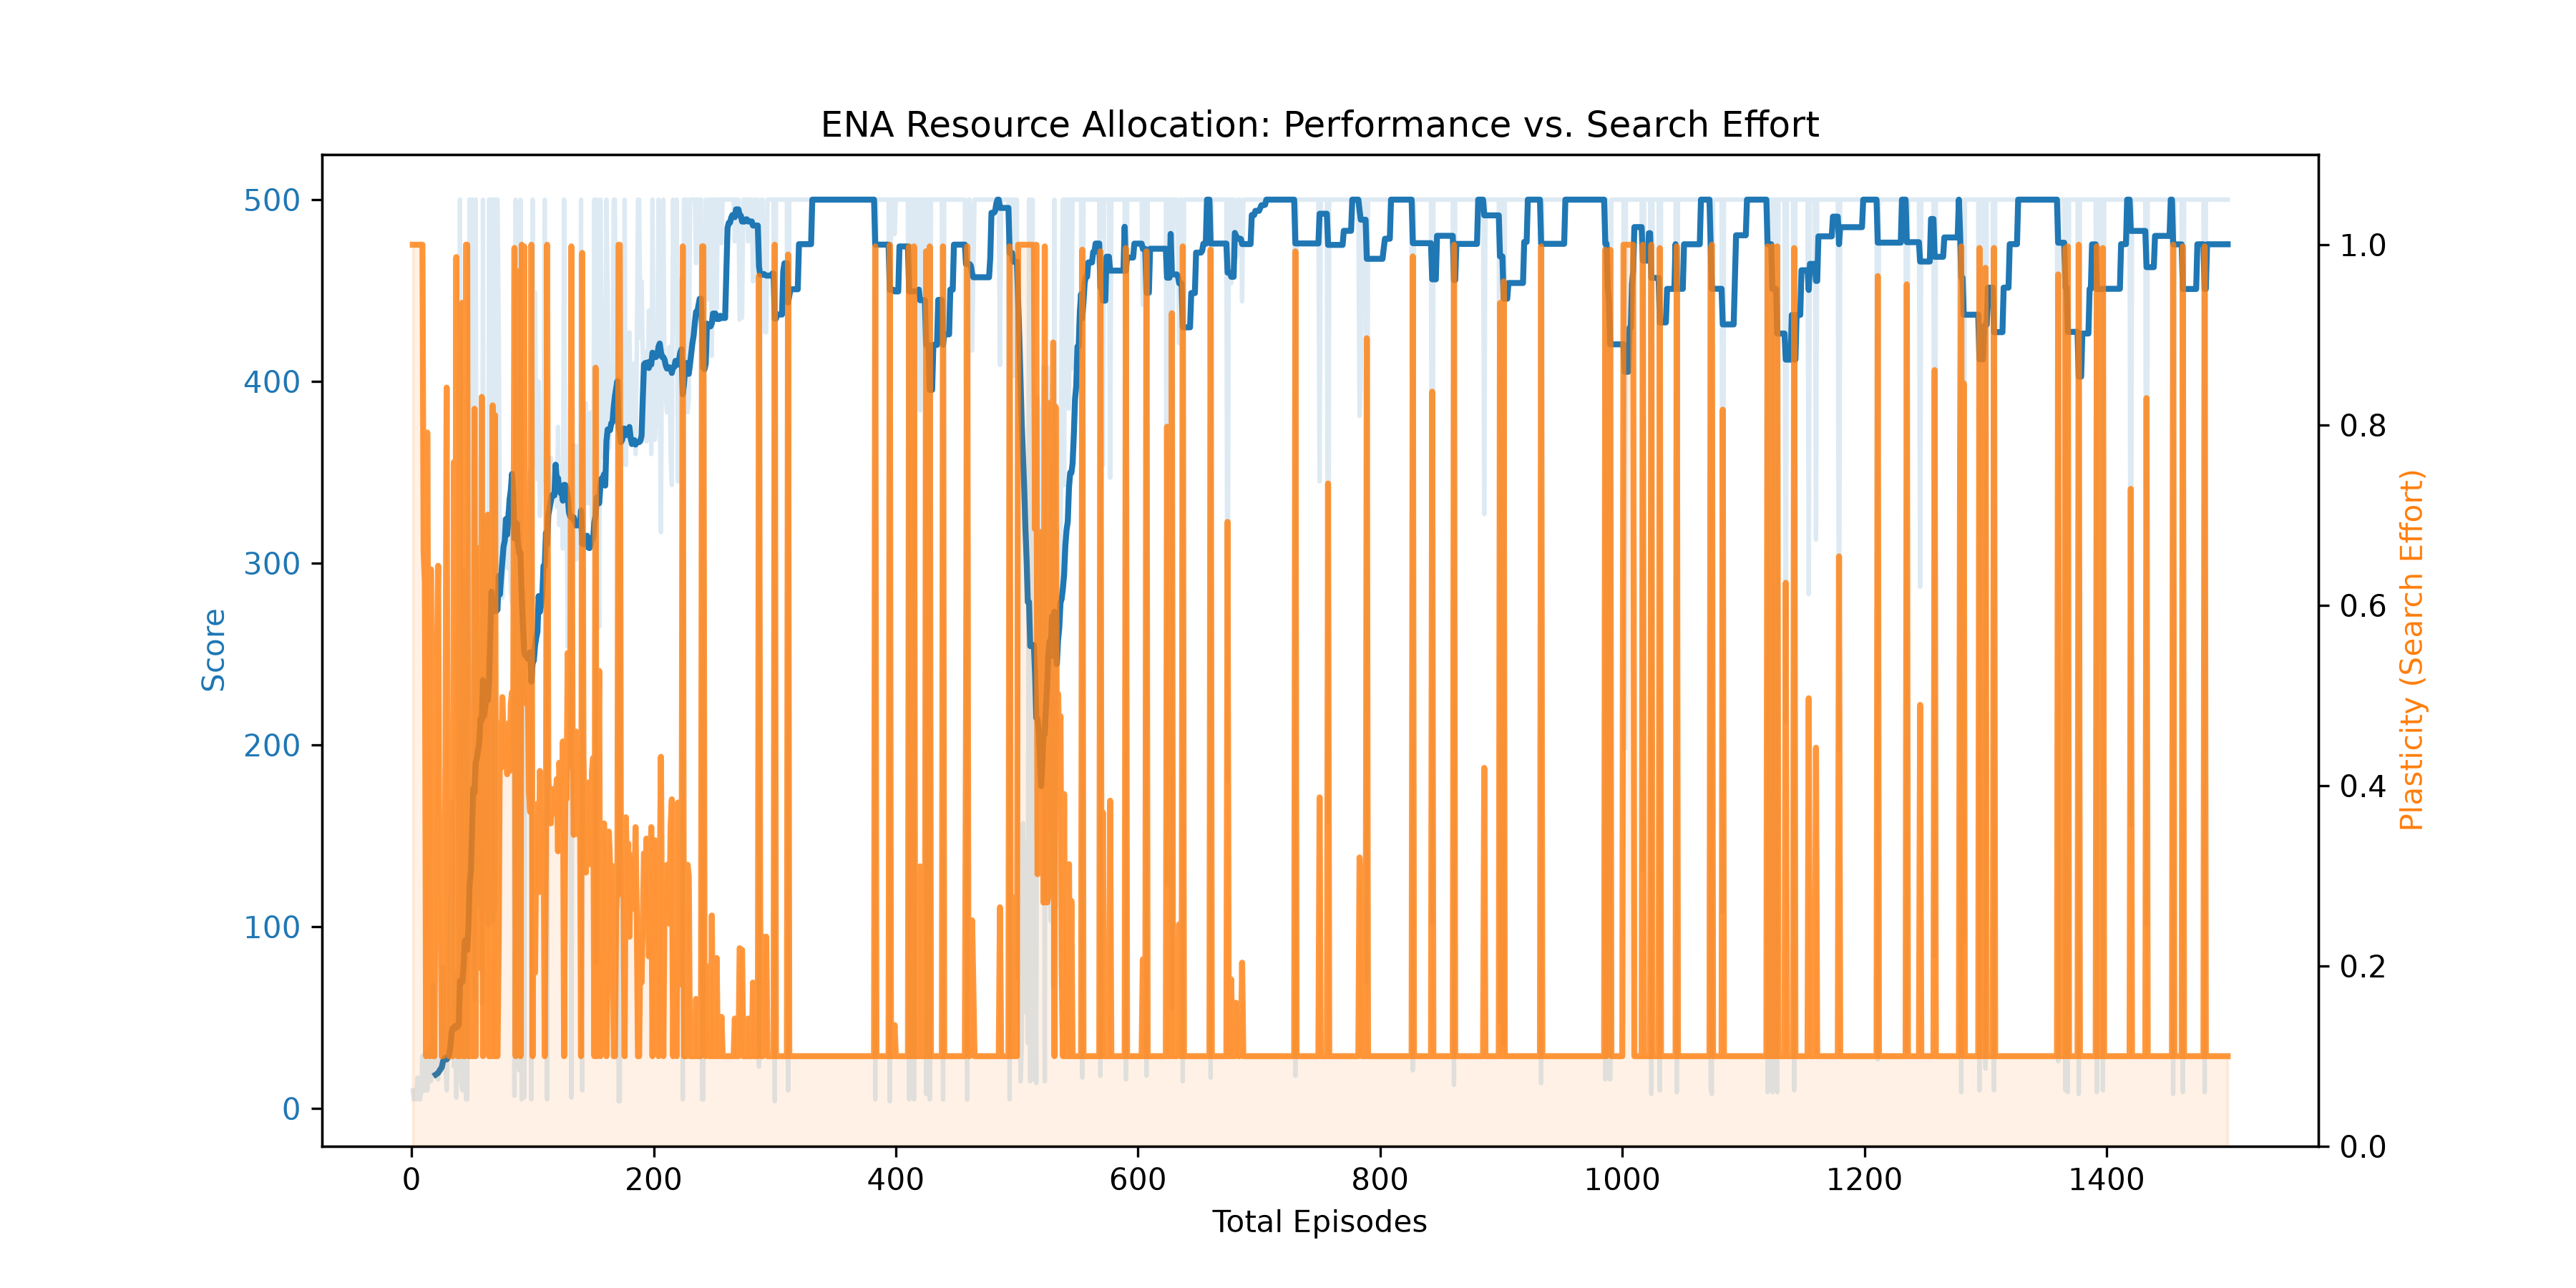 ENA Resource Allocation: Performance vs. Search Effort
500
400
300
200
100
0
Score
1.0
0.8
0.6
0.4
0.2
0.0
Plasticity (Search Effort)
0 200 400 600 800 1000 1200 1400
Total Episodes